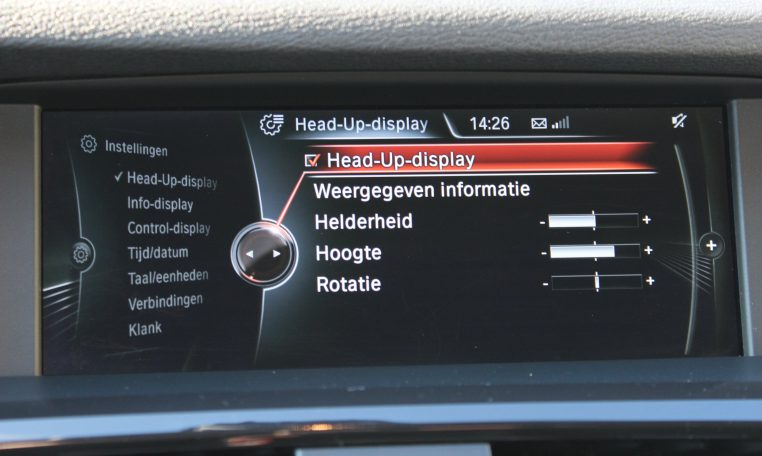 Head-Up-display 14:26
Instellingen
Head-Up-display
Info-display
Control-display
Tijd/datum
Taal/eenheden
Verbindingen
Klank
Head-Up-display
Weergegeven informatie
Helderheid - +
Hoogte - +
Rotatie - +
+